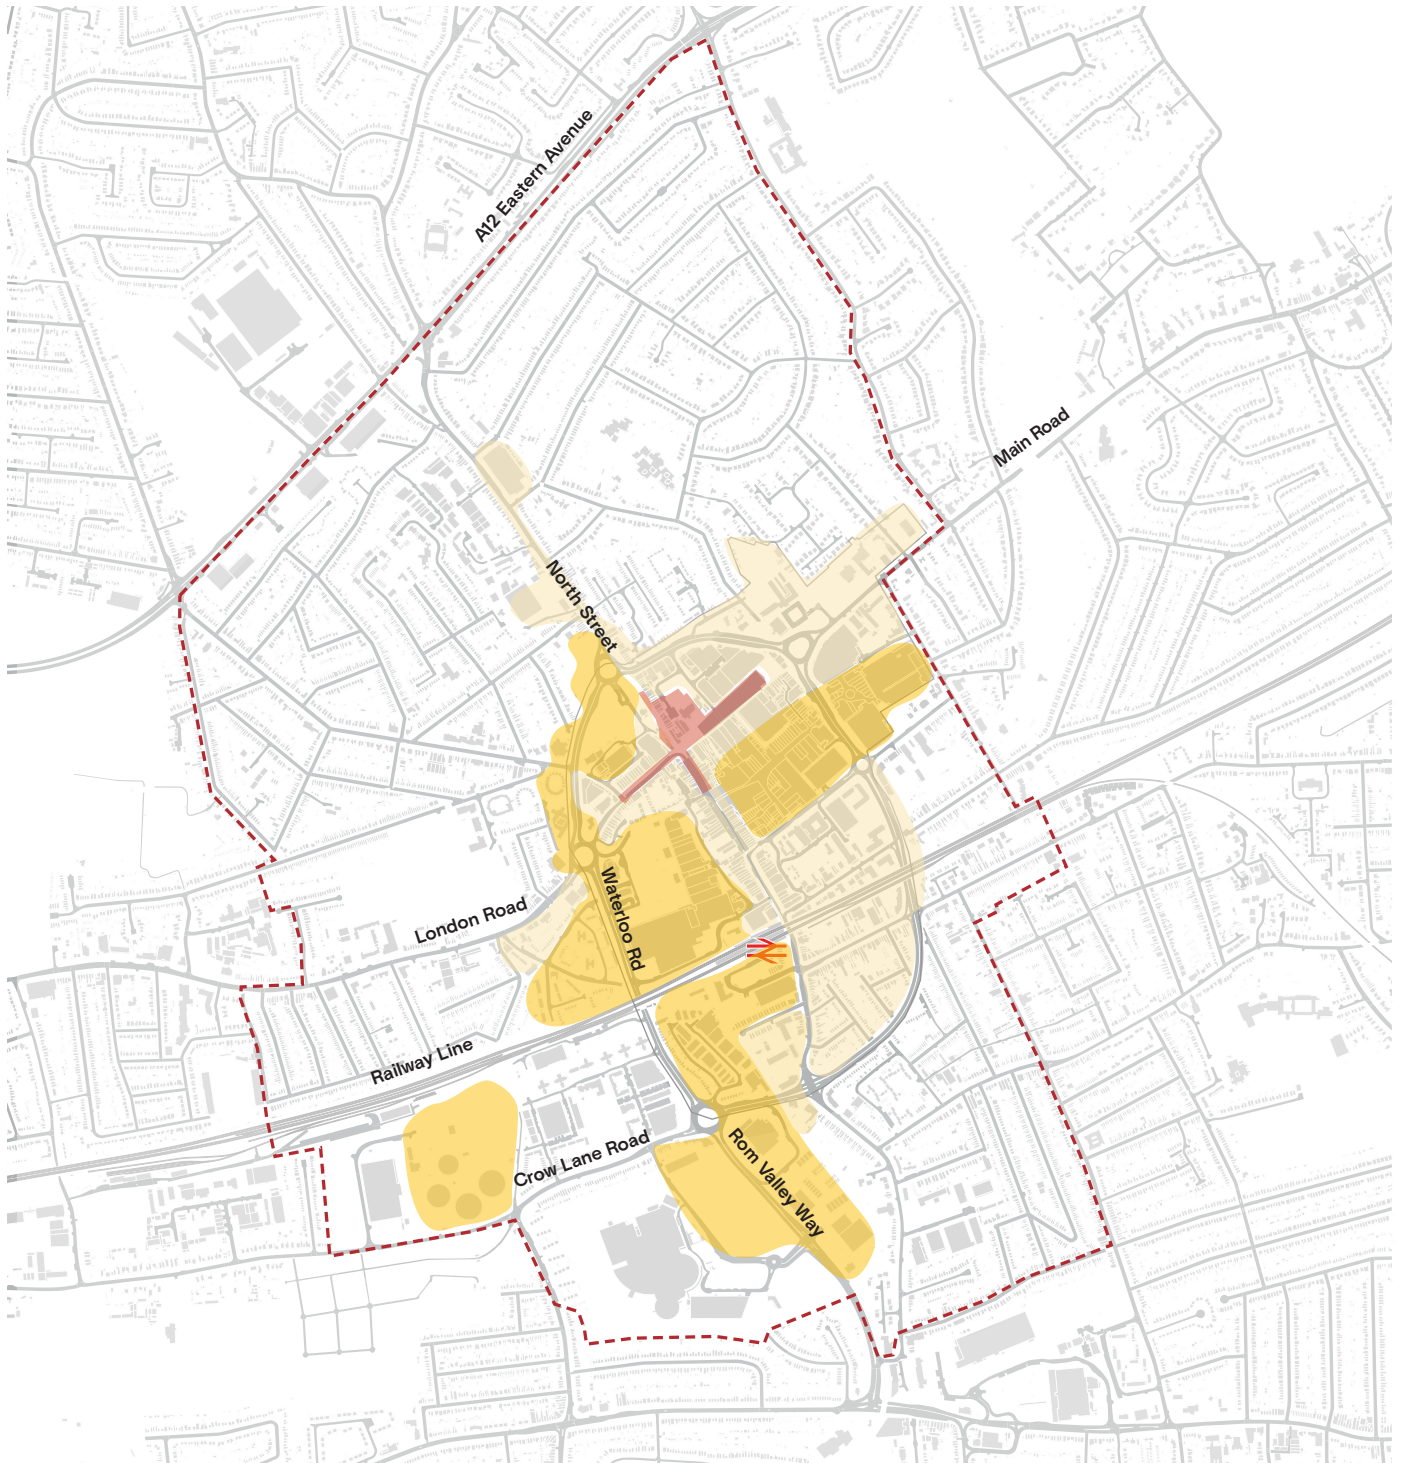 A12 Eastern Avenue
Main Road
North Street
Waterloo Rd
London Road
Railway Line
Crow Lane Road
Rom Valley Way